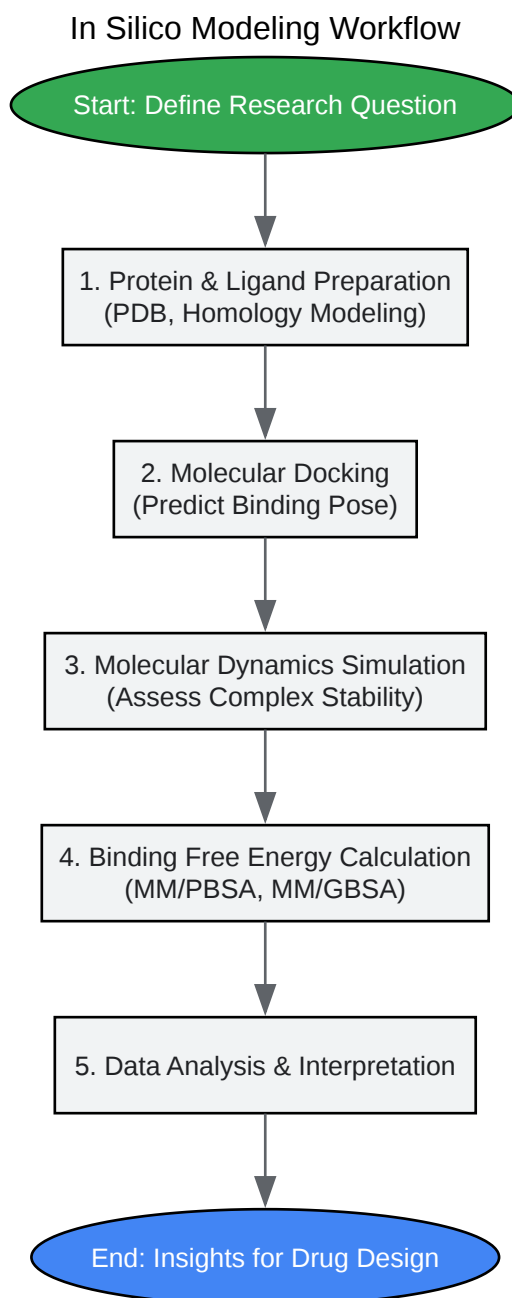 In Silico Modeling Workflow
Start: Define Research Question
1. Protein & Ligand Preparation
(PDB, Homology Modeling)
2. Molecular Docking
(Predict Binding Pose)
3. Molecular Dynamics Simulation
(Assess Complex Stability)
4. Binding Free Energy Calculation
(MM/PBSA, MM/GBSA)
5. Data Analysis & Interpretation
End: Insights for Drug Design